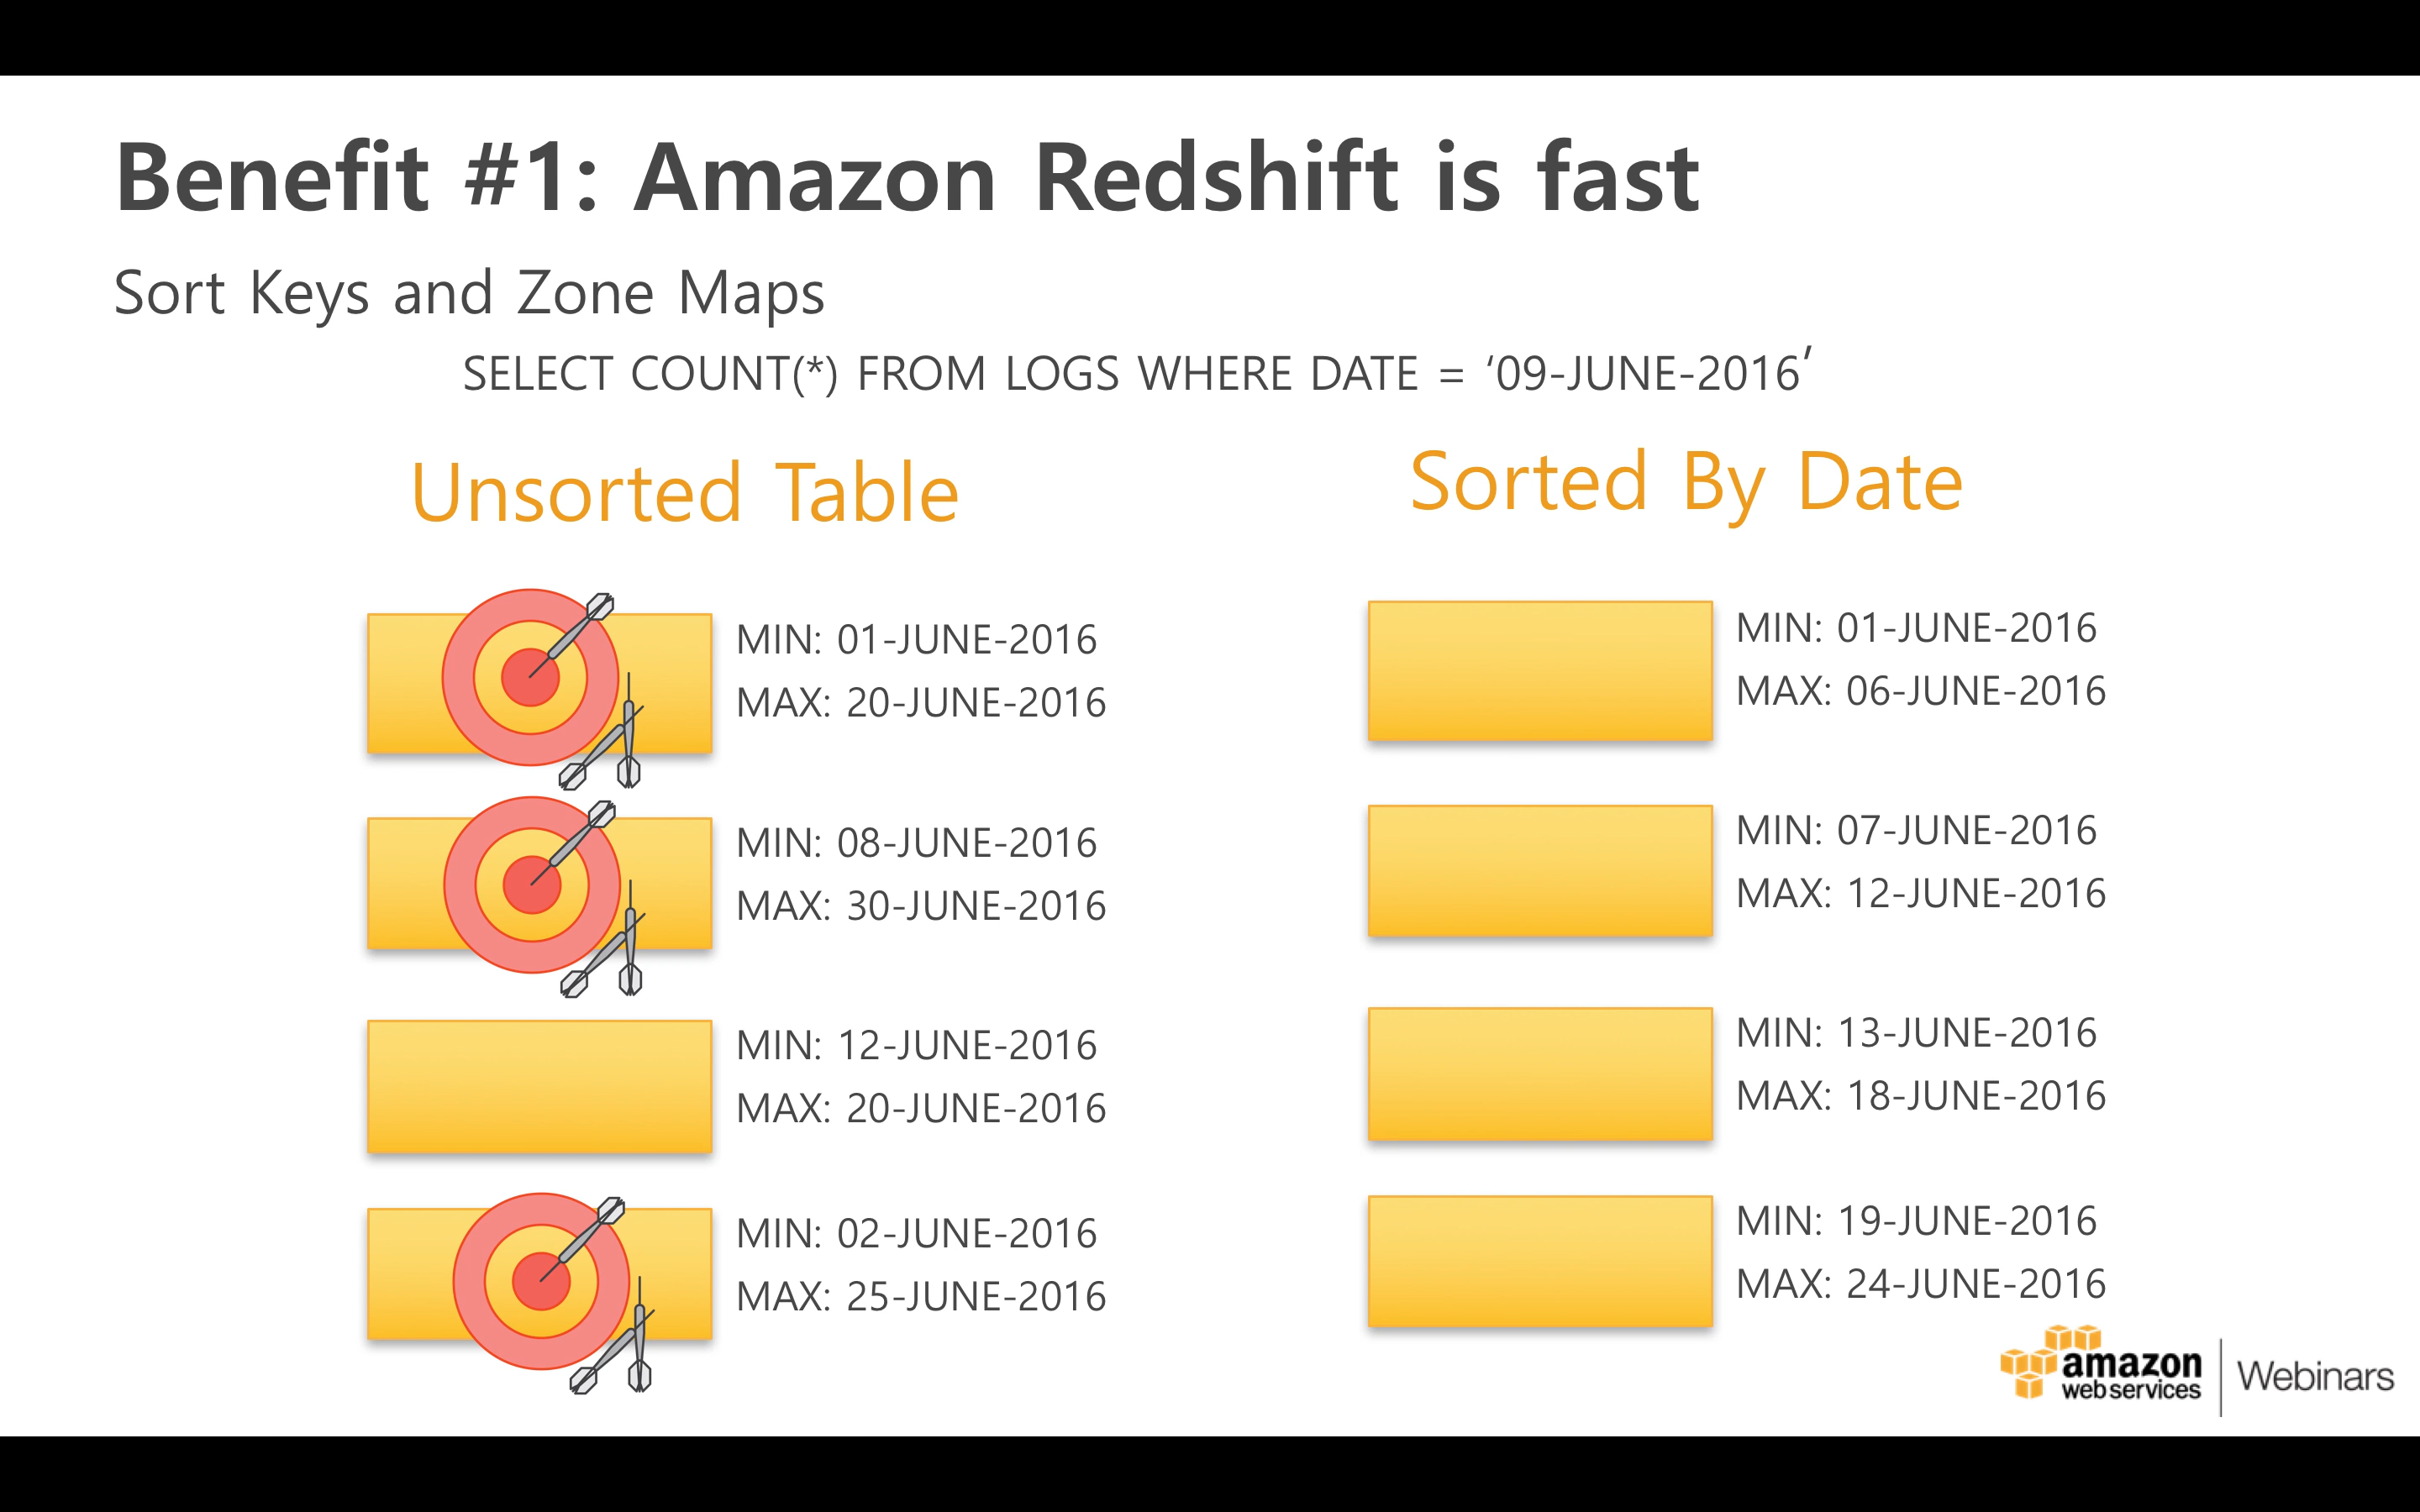 Benefit #1: Amazon Redshift is fast
Sort Keys and Zone Maps
SELECT COUNT(*) FROM LOGS WHERE DATE = ‘09-JUNE-2016’
Unsorted Table
MIN: 01-JUNE-2016
MAX: 20-JUNE-2016
MIN: 08-JUNE-2016
MAX: 30-JUNE-2016
MIN: 12-JUNE-2016
MAX: 20-JUNE-2016
MIN: 02-JUNE-2016
MAX: 25-JUNE-2016
Sorted By Date
MIN: 01-JUNE-2016
MAX: 06-JUNE-2016
MIN: 07-JUNE-2016
MAX: 12-JUNE-2016
MIN: 13-JUNE-2016
MAX: 18-JUNE-2016
MIN: 19-JUNE-2016
MAX: 24-JUNE-2016
amazon
web services
Webinars